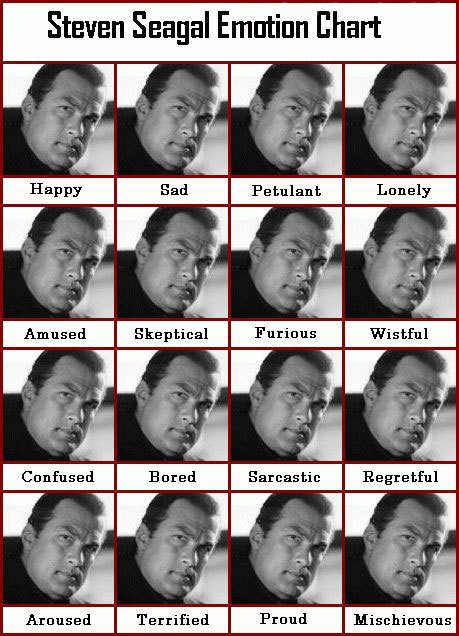 Steven Seagal Emotion Chart
Happy Sad Petulant Lonely
Amused Skeptical Furious Wistful
Confused Bored Sarcastic Regretful
Aroused Terrified Proud Mischievous